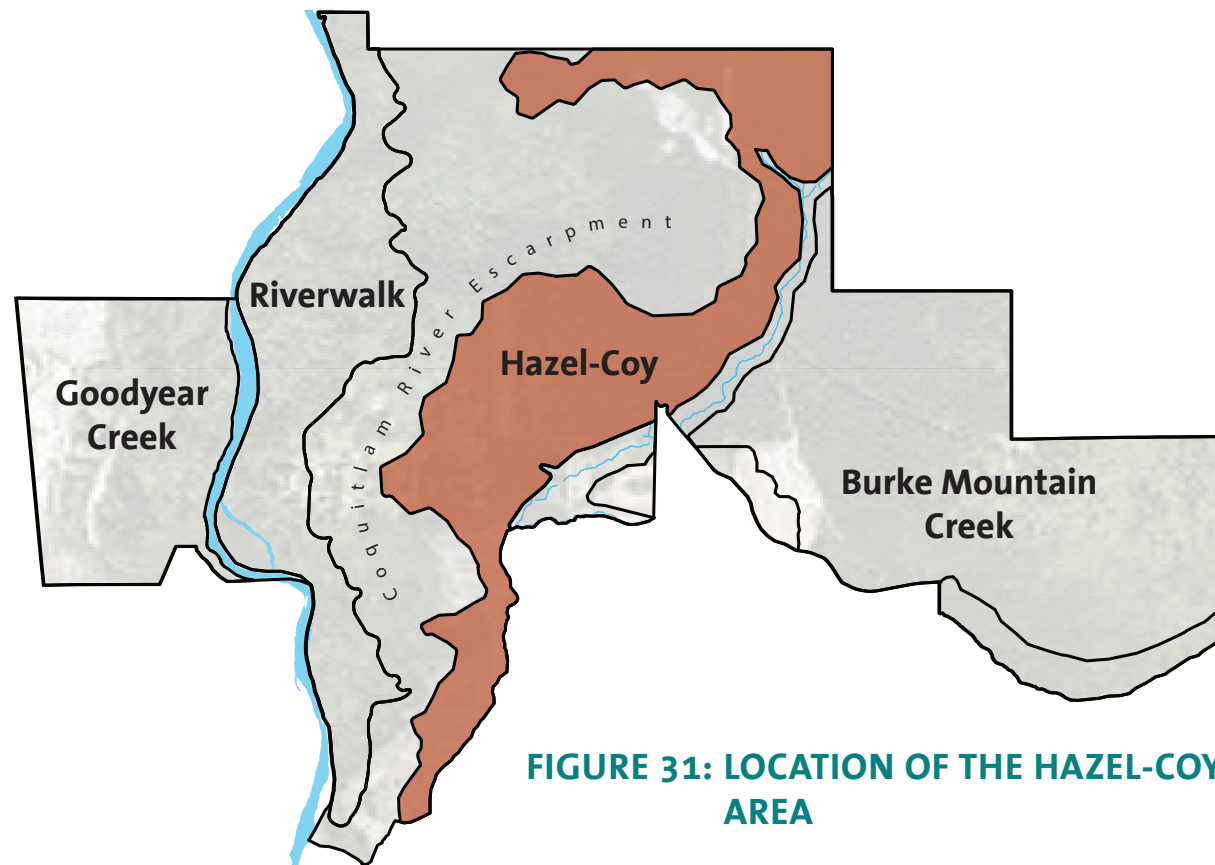 Riverwalk
Coquitlam River Escarpment
Hazel-Coy
Goodyear
Creek
Burke Mountain
Creek
FIGURE 31: LOCATION OF THE HAZEL-COY
AREA